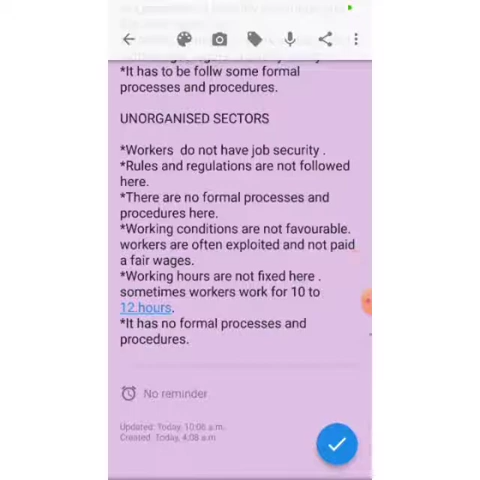 *It has to be follw some formal
processes and procedures.
UNORGANISED SECTORS
*Workers  do not have job security .
*Rules and regulations are not followed
here.
*There are no formal processes and
procedures here.
*Working conditions are not favourable.
workers are often exploited and not paid
a fair wages.
*Working hours are not fixed here .
sometimes workers work for 10 to
12 hours.
*It has no formal processes and
procedures.
No reminder
Updated: Today, 10:08 a.m.
Created: Today, 4:08 a.m